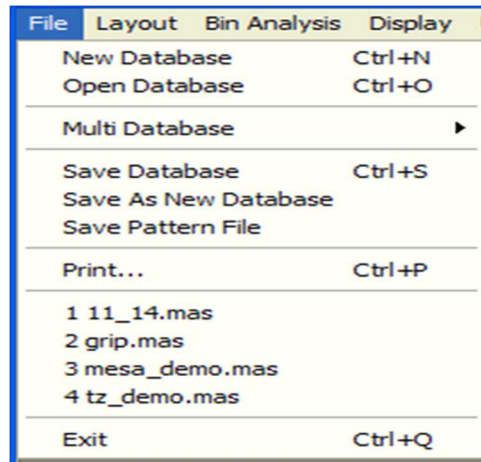 File Layout Bin Analysis Display
New Database Ctrl+N
Open Database Ctrl+O
Multi Database
Save Database Ctrl+S
Save As New Database
Save Pattern File
Print... Ctrl+P
1 11_14.mas
2 grip.mas
3 mesa_demo.mas
4 tz_demo.mas
Exit Ctrl+Q